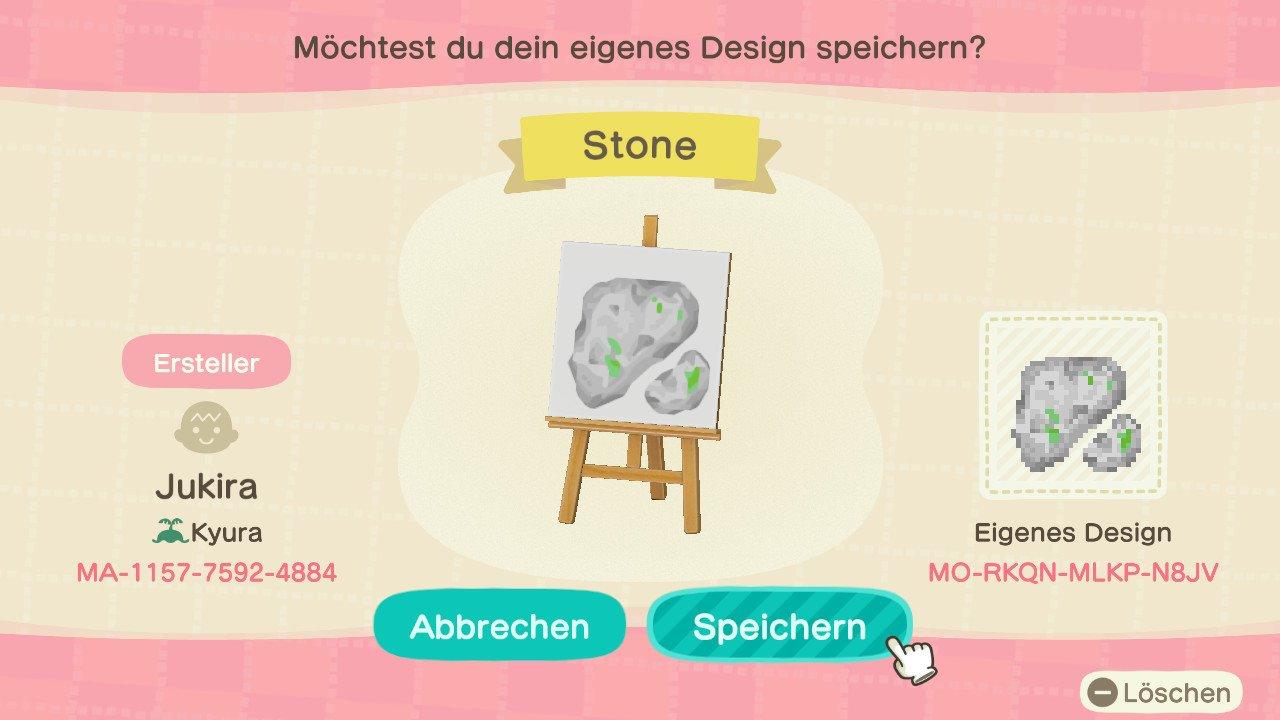 Möchtest du dein eigenes Design speichern?
Stone
Ersteller
Jukira
Kyura
MA-1157-7592-4884
Eigenes Design
MO-RKQN-MLKP-N8JV
Abbrechen
Speichern
Löschen